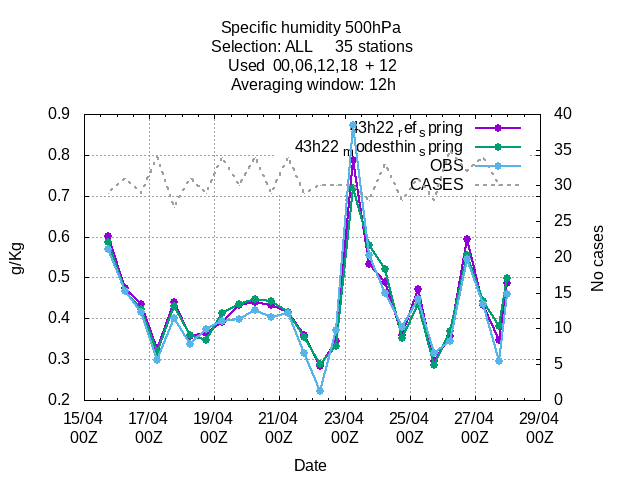 Specific humidity 500hPa
Selection: ALL 35 stations
Used 00,06,12,18 + 12
Averaging window: 12h
0.9
0.8
0.7
0.6
0.5
0.4
0.3
0.2
g/Kg
40
35
30
25
20
15
10
5
0
No cases
43h22_ref_spring
43h22_modesthin_spring
OBS
CASES
15/04 17/04 19/04 21/04 23/04 25/04 27/04 29/04
00Z 00Z 00Z 00Z 00Z 00Z 00Z 00Z
Date